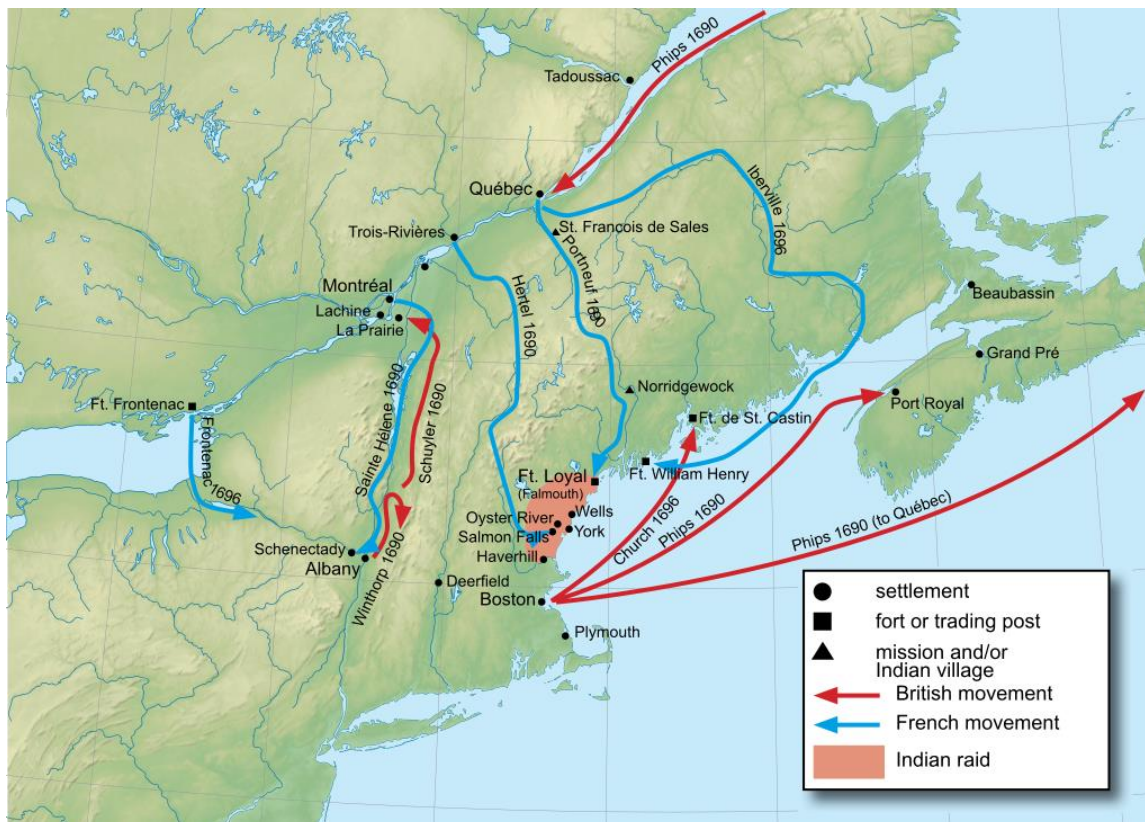 Phips 1690
Tadoussac
Québec
St. Francois de Sales
Iberville 1696
Trois-Rivières
Portneuf 1690
Hertel 1690
Montréal
Lachine
La Prairie
Beaubassin
Grand Pré
Port Royal
Norridgewock
Ft. Frontenac
Frontenac
1696
Sainte Hélène 1690
Schuyler 1690
Ft. de St. Castin
Ft. William Henry
Ft. Loyal
(Falmouth)
Wells
Oyster River
York
Salmon Falls
Haverhill
Church 1696
Phips 1690
Phips 1690 (to Québec)
Schenectady
Albany
Winthorp 1690
Deerfield
Boston
Plymouth
settlement
fort or trading post
mission and/or
Indian village
British movement
French movement
Indian raid